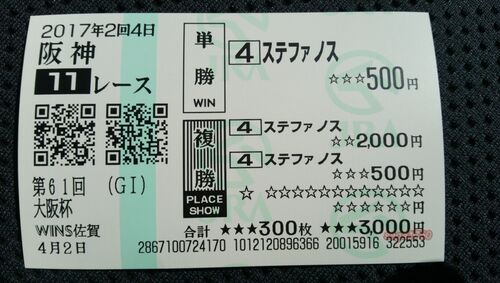 2017年2回4日
阪神
11レース
第61回 (GI)
大阪杯
WINS佐賀
4月2日
単勝
WIN
4 ステファノス
☆☆☆500円
複勝
PLACE
SHOW
4 ステファノス
☆☆2,000円
4 ステファノス
☆☆☆500円
☆ ☆☆☆☆☆☆☆☆☆☆☆☆
☆☆☆☆☆☆円
合計 ★★★300枚 ★★3,000円
2867100724170 1012120896366 20015916 322553